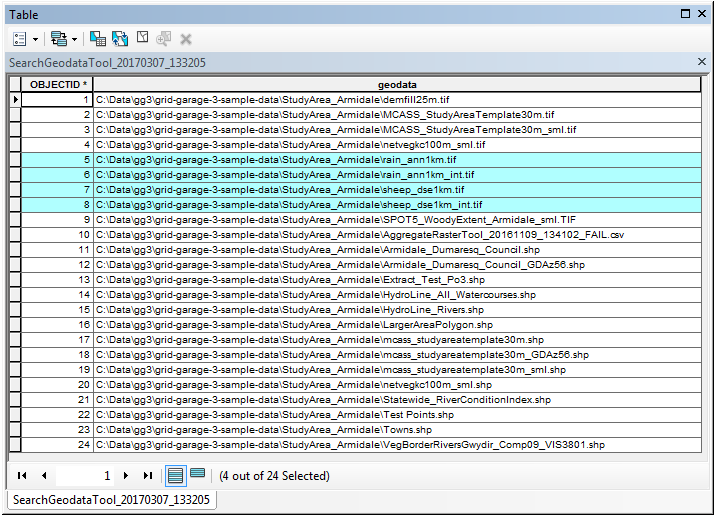 Table
SearchGeodataTool_20170307_133205
OBJECTID * geodata
1 C:\Data\gg3\grid-garage-3-sample-data\StudyArea_Armidale\demfill25m.tif
2 C:\Data\gg3\grid-garage-3-sample-data\StudyArea_Armidale\MCASS_StudyAreaTemplate30m.tif
3 C:\Data\gg3\grid-garage-3-sample-data\StudyArea_Armidale\MCASS_StudyAreaTemplate30m_sml.tif
4 C:\Data\gg3\grid-garage-3-sample-data\StudyArea_Armidale\netvegkc100m_sml.tif
5 C:\Data\gg3\grid-garage-3-sample-data\StudyArea_Armidale\rain_ann1km.tif
6 C:\Data\gg3\grid-garage-3-sample-data\StudyArea_Armidale\rain_ann1km_int.tif
7 C:\Data\gg3\grid-garage-3-sample-data\StudyArea_Armidale\sheep_dse1km.tif
8 C:\Data\gg3\grid-garage-3-sample-data\StudyArea_Armidale\sheep_dse1km_int.tif
9 C:\Data\gg3\grid-garage-3-sample-data\StudyArea_Armidale\SPOT5_WoodyExtent_Armidale_sml.TIF
10 C:\Data\gg3\grid-garage-3-sample-data\StudyArea_Armidale\AggregateRasterTool_20161109_134102_FAIL.csv
11 C:\Data\gg3\grid-garage-3-sample-data\StudyArea_Armidale\Armidale_Dumaresq_Council.shp
12 C:\Data\gg3\grid-garage-3-sample-data\StudyArea_Armidale\Armidale_Dumaresq_Council_GDAz56.shp
13 C:\Data\gg3\grid-garage-3-sample-data\StudyArea_Armidale\Extract_Test_Po3.shp
14 C:\Data\gg3\grid-garage-3-sample-data\StudyArea_Armidale\HydroLine_All_Watercourses.shp
15 C:\Data\gg3\grid-garage-3-sample-data\StudyArea_Armidale\HydroLine_Rivers.shp
16 C:\Data\gg3\grid-garage-3-sample-data\StudyArea_Armidale\LargerAreaPolygon.shp
17 C:\Data\gg3\grid-garage-3-sample-data\StudyArea_Armidale\mcass_studyareatemplate30m.shp
18 C:\Data\gg3\grid-garage-3-sample-data\StudyArea_Armidale\mcass_studyareatemplate30m_GDAz56.shp
19 C:\Data\gg3\grid-garage-3-sample-data\StudyArea_Armidale\mcass_studyareatemplate30m_sml.shp
20 C:\Data\gg3\grid-garage-3-sample-data\StudyArea_Armidale\netvegkc100m_sml.shp
21 C:\Data\gg3\grid-garage-3-sample-data\StudyArea_Armidale\Statewide_RiverConditionIndex.shp
22 C:\Data\gg3\grid-garage-3-sample-data\StudyArea_Armidale\Test Points.shp
23 C:\Data\gg3\grid-garage-3-sample-data\StudyArea_Armidale\Towns.shp
24 C:\Data\gg3\grid-garage-3-sample-data\StudyArea_Armidale\VegBorderRiversGwydir_Comp09_VIS3801.shp
1 (4 out of 24 Selected)
SearchGeodataTool_20170307_133205